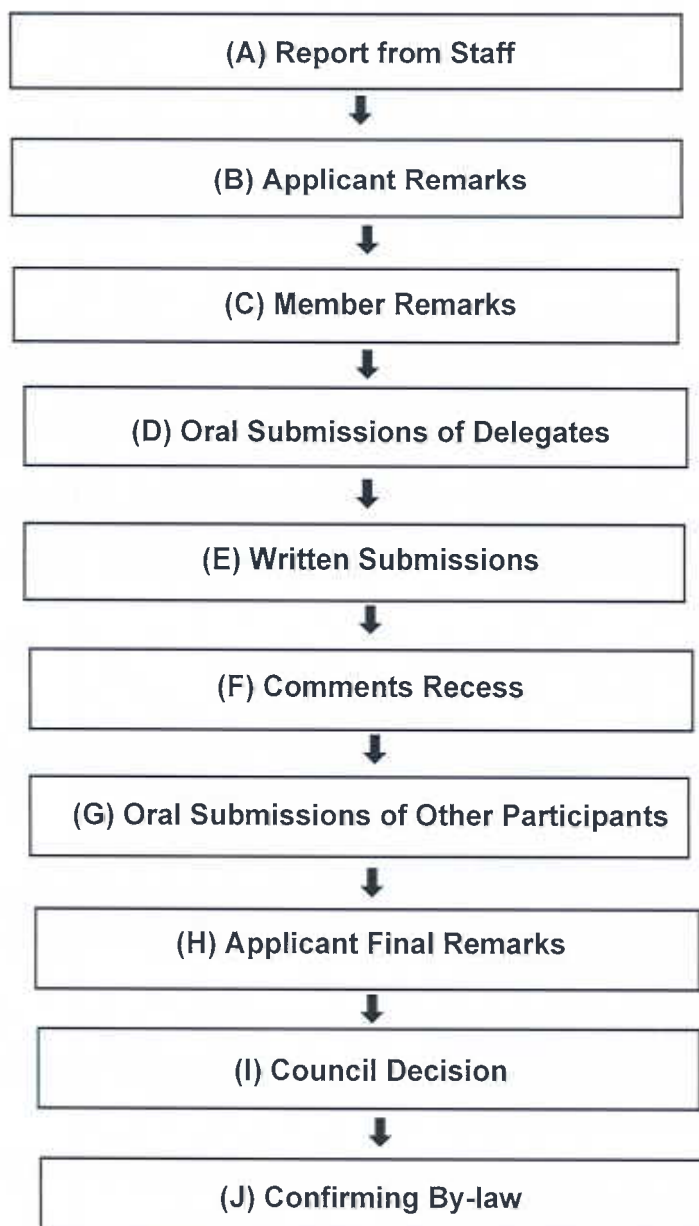 (A) Report from Staff
(B) Applicant Remarks
(C) Member Remarks
(D) Oral Submissions of Delegates
(E) Written Submissions
(F) Comments Recess
(G) Oral Submissions of Other Participants
(H) Applicant Final Remarks
(I) Council Decision
(J) Confirming By-law